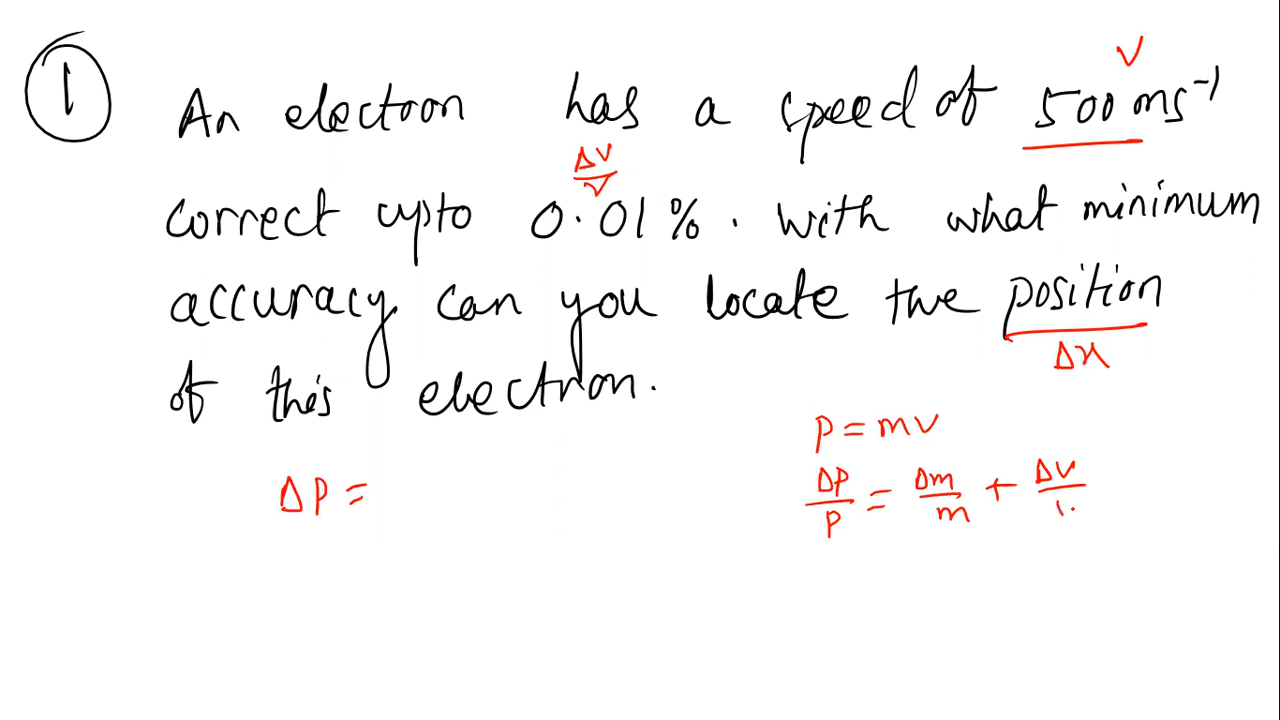 1
v
An electron has a speed of 500 ms⁻¹
Δv/v
correct upto 0.01%. with what minimum
accuracy can you locate the position
Δx
of this electron.
P = mv
ΔP = ΔP/P = Δm/m + Δv/